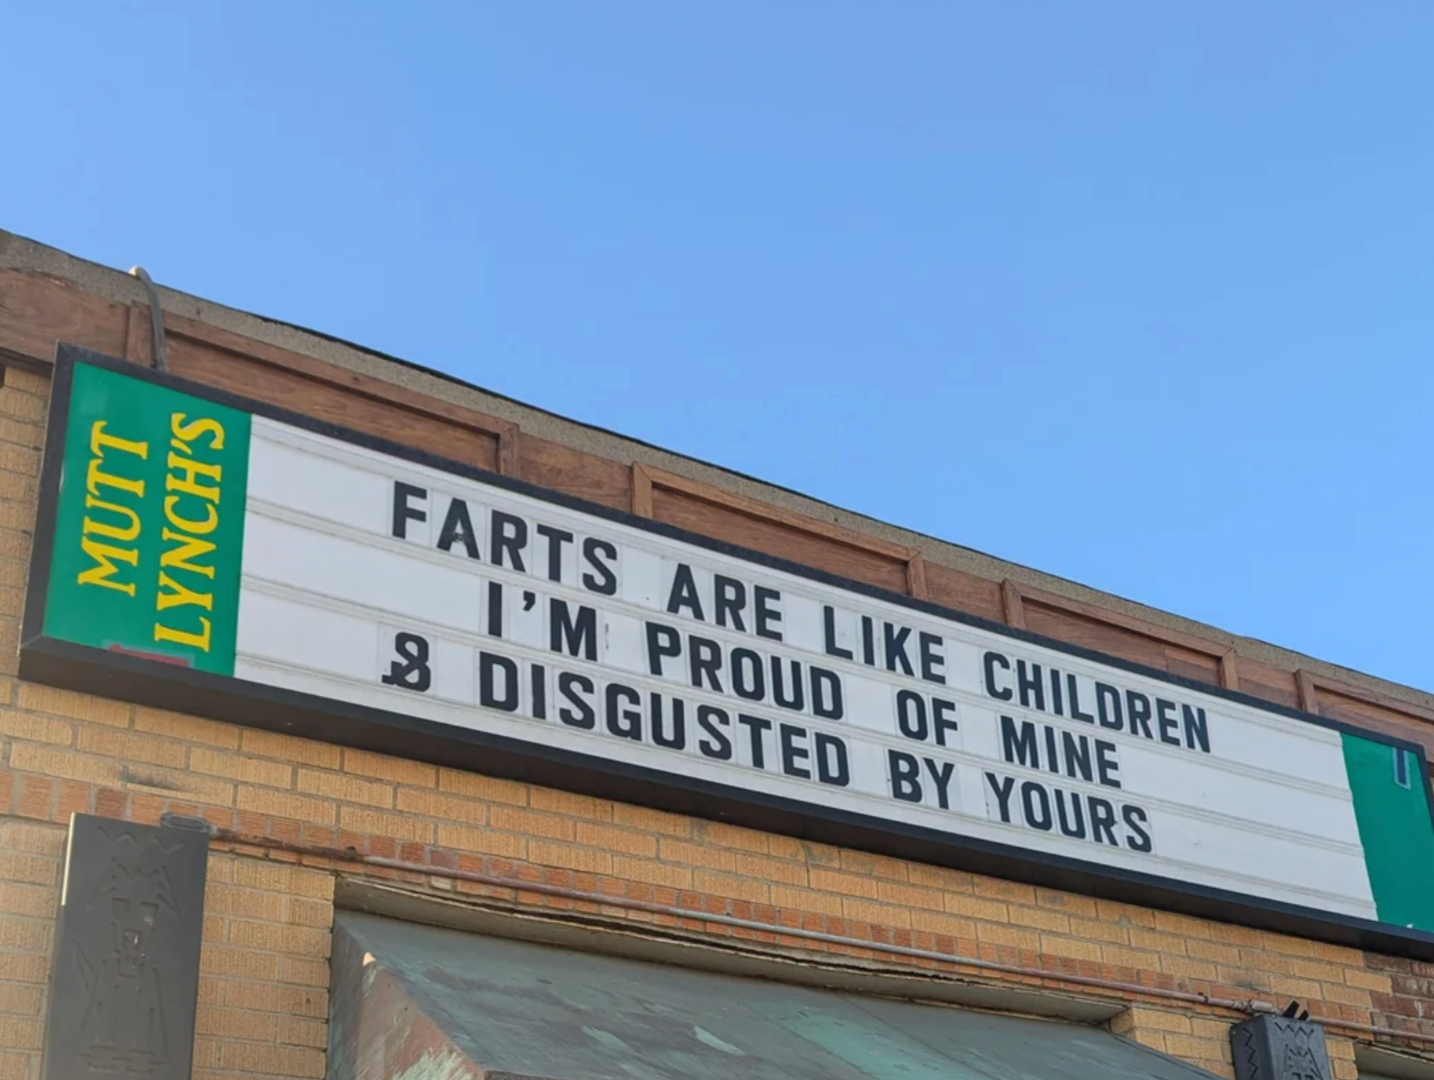 MUTT
LYNCH'S
FARTS ARE LIKE CHILDREN
I'M PROUD OF MINE
& DISGUSTED BY YOURS